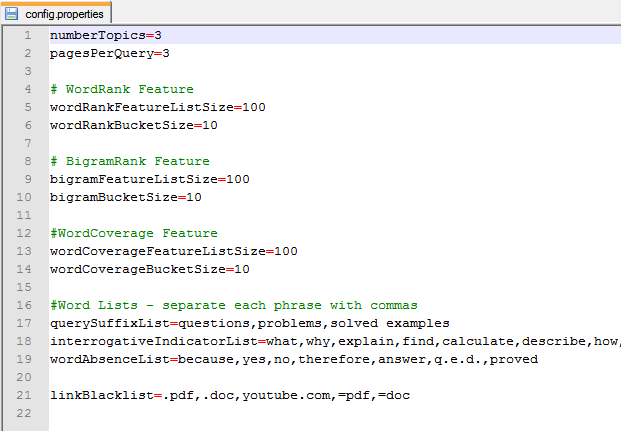 config.properties
1 numberTopics=3
2 pagesPerQuery=3
3
4 # WordRank Feature
5 wordRankFeatureListSize=100
6 wordRankBucketSize=10
7
8 # BigramRank Feature
9 bigramFeatureListSize=100
10 bigramBucketSize=10
11
12 #WordCoverage Feature
13 wordCoverageFeatureListSize=100
14 wordCoverageBucketSize=10
15
16 #Word Lists - separate each phrase with commas
17 querySuffixList=questions,problems,solved examples
18 interrogativeIndicatorList=what,why,explain,find,calculate,describe,how,
19 wordAbsenceList=because,yes,no,therefore,answer,q.e.d.,proved
20
21 linkBlacklist=.pdf,.doc,youtube.com,=pdf,=doc
22